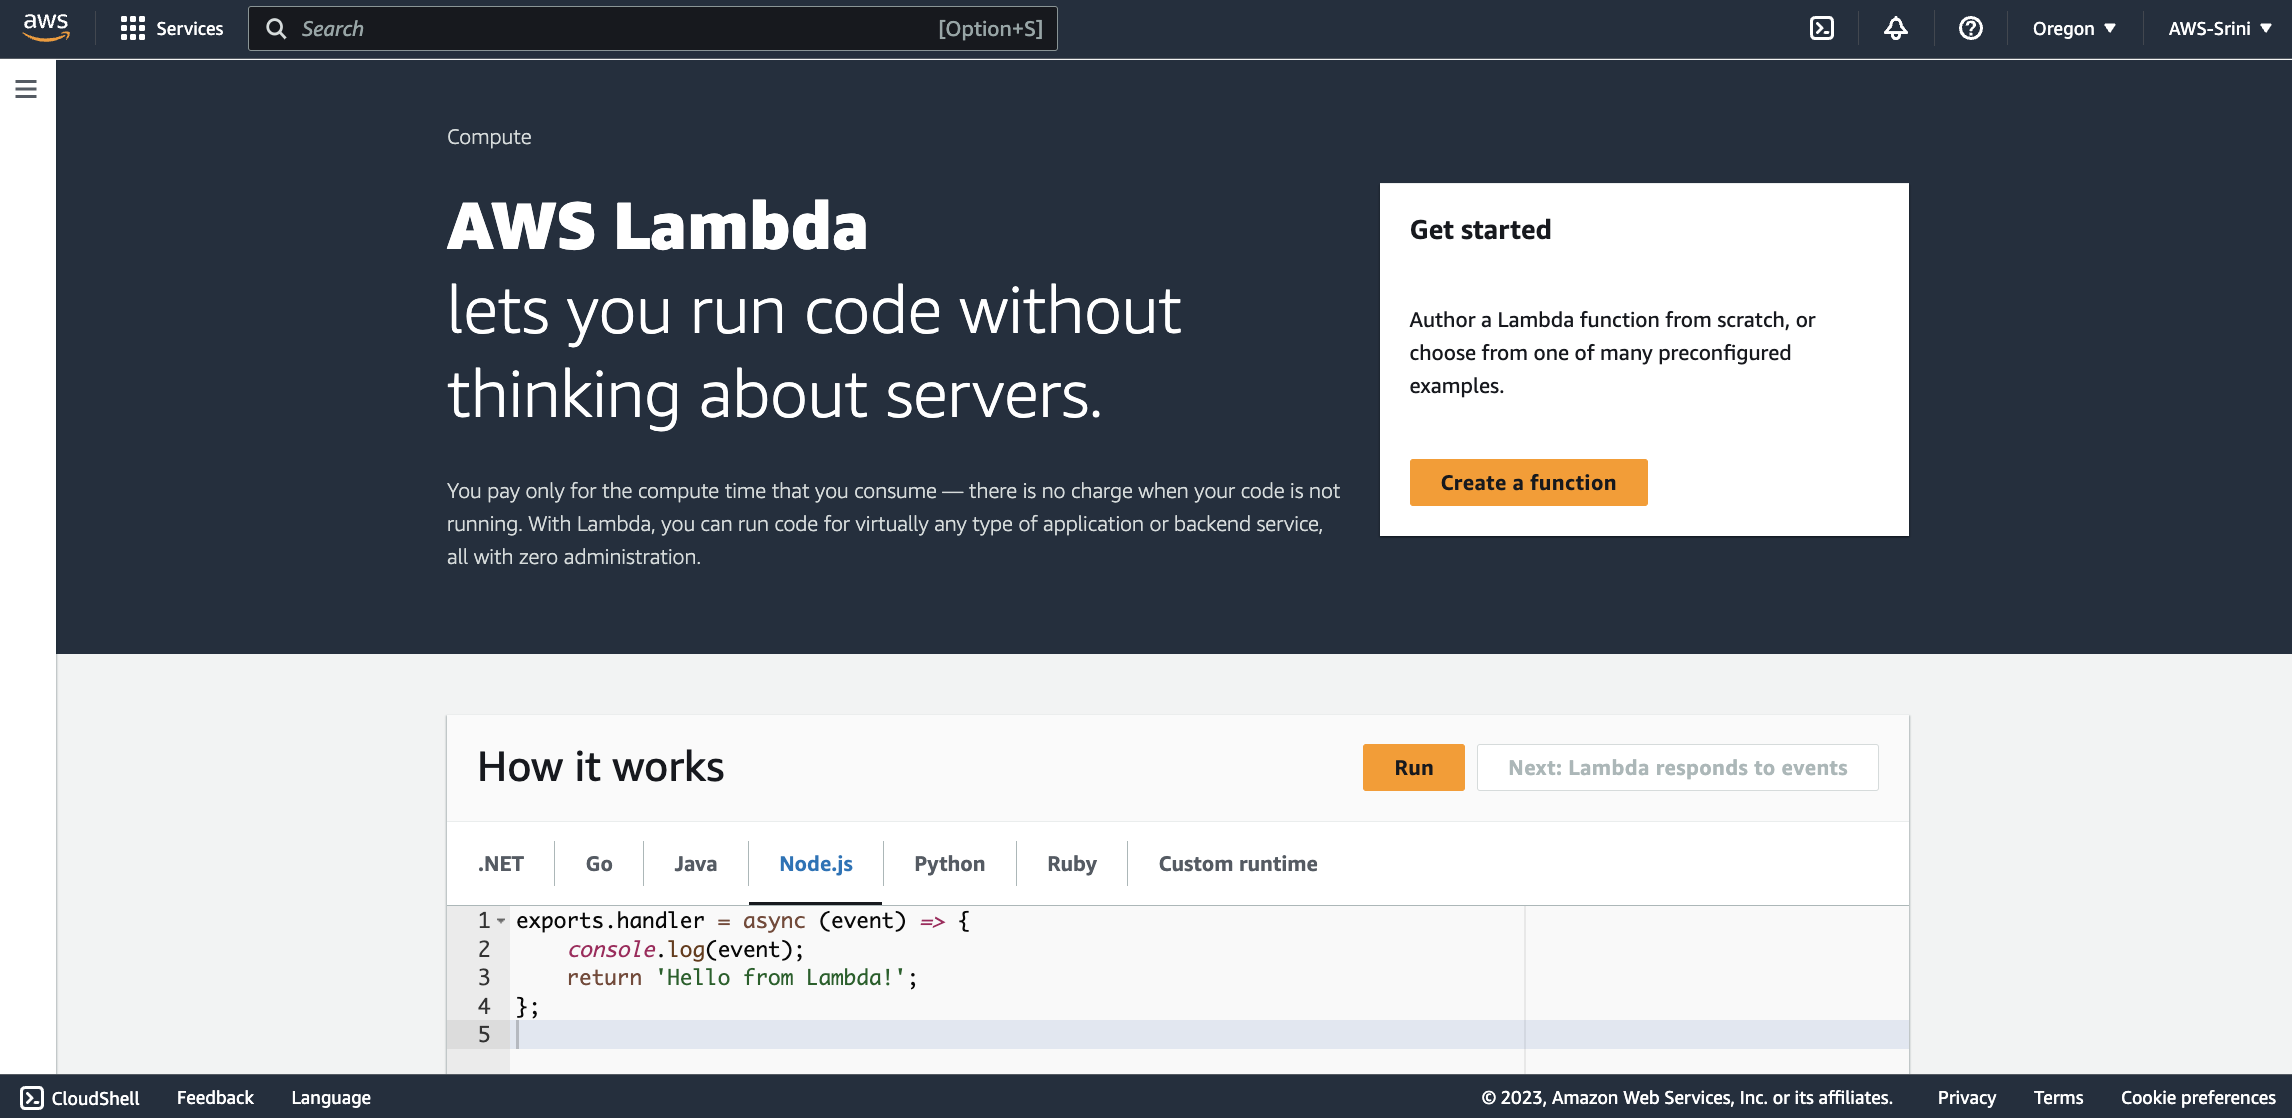 aws
Services
Search
[Option+S]
Oregon
AWS-Srini
Compute
AWS Lambda
lets you run code without
thinking about servers.
You pay only for the compute time that you consume — there is no charge when your code is not
running. With Lambda, you can run code for virtually any type of application or backend service,
all with zero administration.
Get started
Author a Lambda function from scratch, or
choose from one of many preconfigured
examples.
Create a function
How it works
Run
Next: Lambda responds to events
.NET
Go
Java
Node.js
Python
Ruby
Custom runtime
1 exports.handler = async (event) => {
2 console.log(event);
3 return 'Hello from Lambda!';
4 };
5
CloudShell
Feedback
Language
© 2023, Amazon Web Services, Inc. or its affiliates.
Privacy
Terms
Cookie preferences